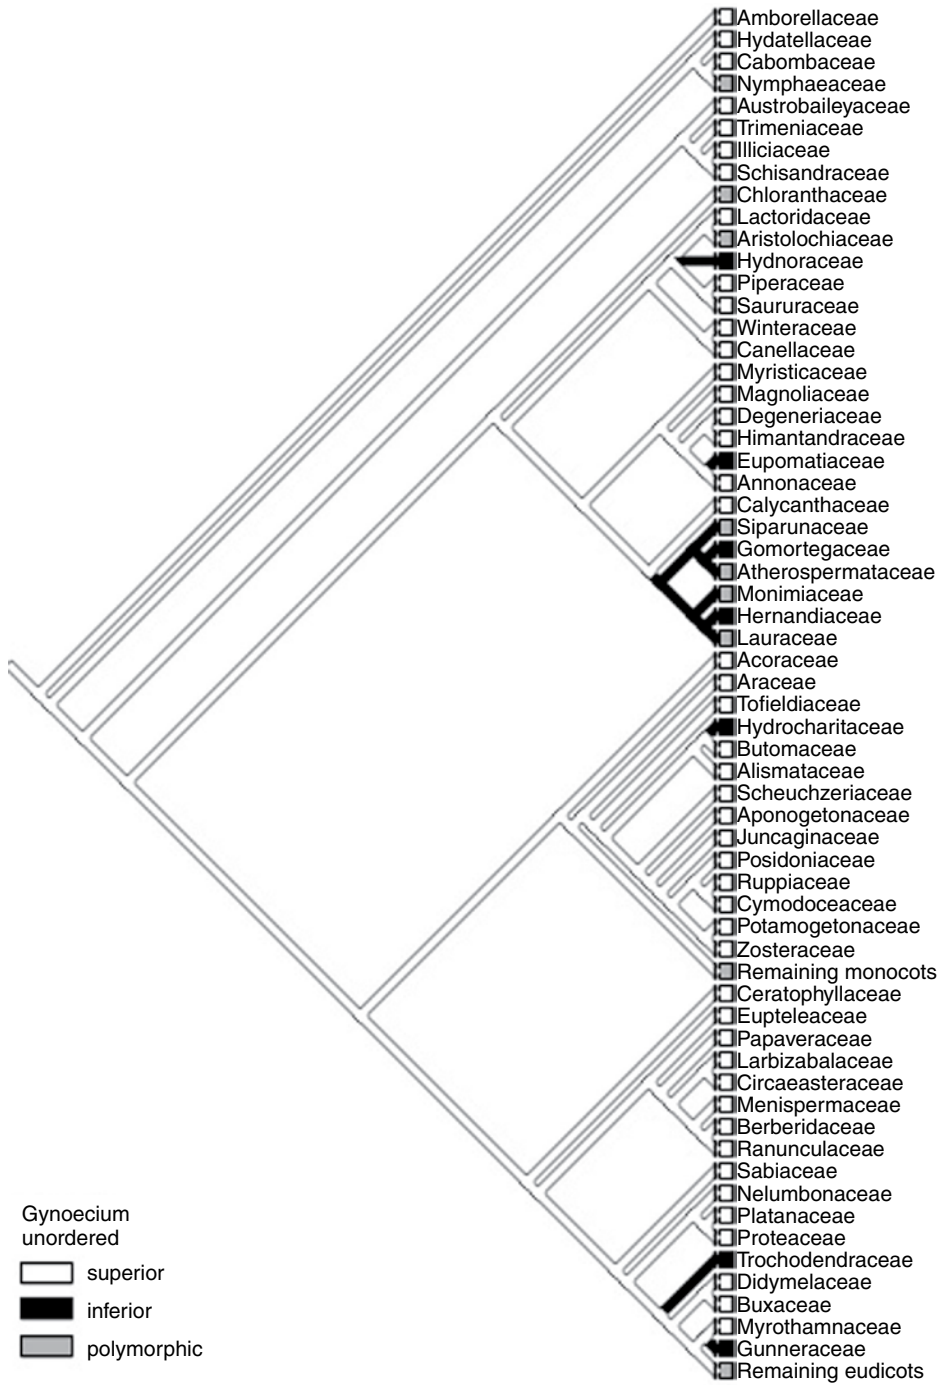 Amborellaceae
Hydatellaceae
Cabombaceae
Nymphaeaceae
Austrobaileyaceae
Trimeniaceae
Illiciaceae
Schisandraceae
Chloranthaceae
Lactoridaceae
Aristolochiaceae
Hydnoraceae
Piperaceae
Saururaceae
Winteraceae
Canellaceae
Myristicaceae
Magnoliaceae
Degeneriaceae
Himantandraceae
Eupomatiaceae
Annonaceae
Calycanthaceae
Siparunaceae
Gomortegaceae
Atherospermataceae
Monimiaceae
Hernandiaceae
Lauraceae
Acoraceae
Araceae
Tofieldiaceae
Hydrocharitaceae
Butomaceae
Alismataceae
Scheuchzeriaceae
Aponogetonaceae
Juncaginaceae
Posidoniaceae
Ruppiaceae
Cymodoceaceae
Potamogetonaceae
Zosteraceae
Remaining monocots
Ceratophyllaceae
Eupteleaceae
Papaveraceae
Larbizabalaceae
Circaeasteraceae
Menispermaceae
Berberidaceae
Ranunculaceae
Sabiaceae
Nelumbonaceae
Platanaceae
Proteaceae
Trochodendraceae
Didymelaceae
Buxaceae
Myrothamnaceae
Gunneraceae
Remaining eudicots
Gynoecium
unordered
superior
inferior
polymorphic